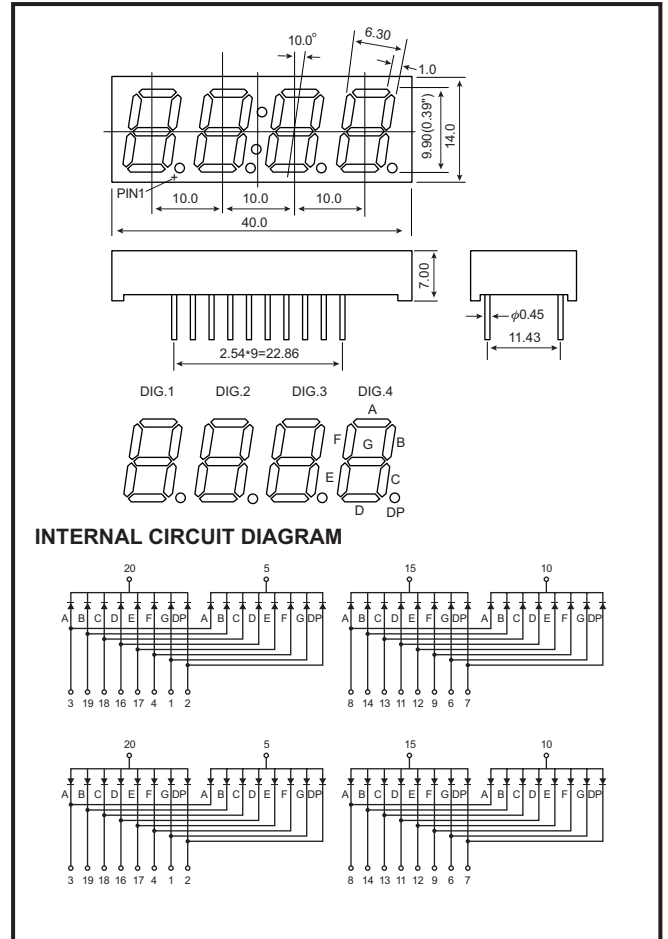 10.0°
6.30
1.0
9.90(0.39")
14.0
PIN1
10.0 10.0 10.0
40.0
7.00
φ0.45
11.43
2.54*9=22.86
DIG.1 DIG.2 DIG.3 DIG.4
A
F G B
E C
D DP
INTERNAL CIRCUIT DIAGRAM
20 5 15 10
A B C D E F G DP A B C D E F G DP A B C D E F G DP A B C D E F G DP
3 19 18 16 17 4 1 2 8 14 13 11 12 9 6 7
20 5 15 10
A B C D E F G DP A B C D E F G DP A B C D E F G DP A B C D E F G DP
3 19 18 16 17 4 1 2 8 14 13 11 12 9 6 7